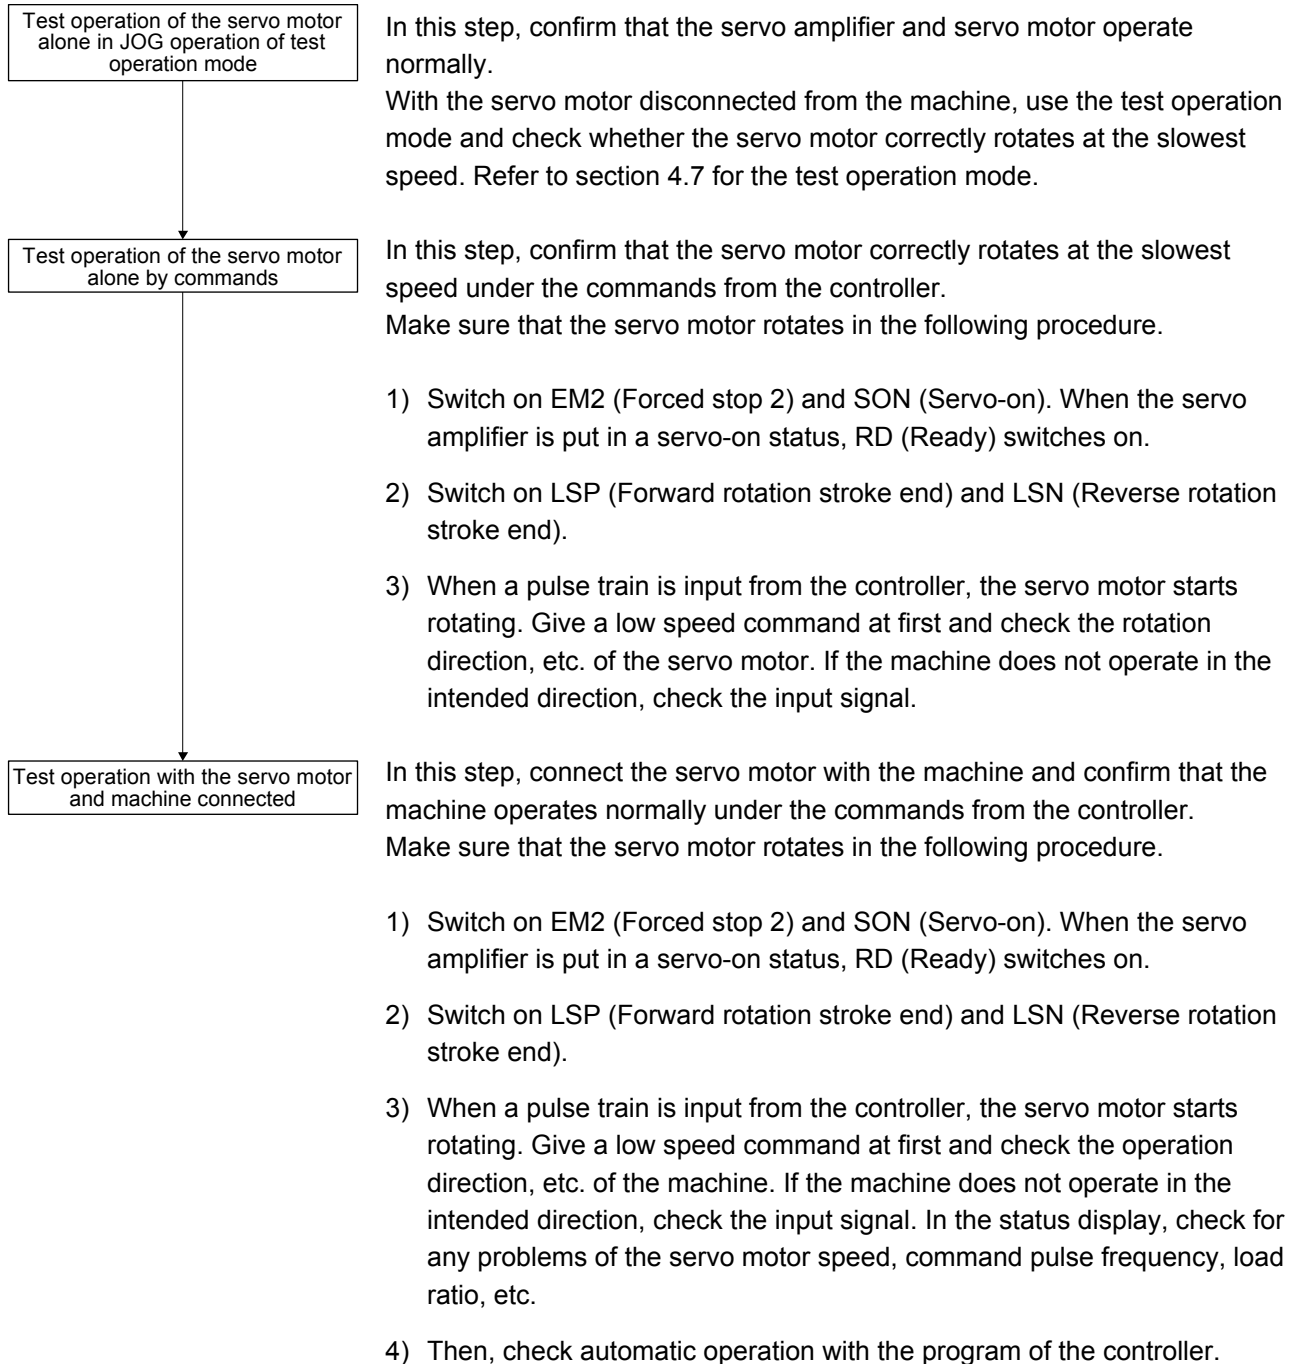 Test operation of the servo motor
alone in JOG operation of test
operation mode
In this step, confirm that the servo amplifier and servo motor operate
normally.
With the servo motor disconnected from the machine, use the test operation
mode and check whether the servo motor correctly rotates at the slowest
speed. Refer to section 4.7 for the test operation mode.
Test operation of the servo motor
alone by commands
In this step, confirm that the servo motor correctly rotates at the slowest
speed under the commands from the controller.
Make sure that the servo motor rotates in the following procedure.
1) Switch on EM2 (Forced stop 2) and SON (Servo-on). When the servo
amplifier is put in a servo-on status, RD (Ready) switches on.
2) Switch on LSP (Forward rotation stroke end) and LSN (Reverse rotation
stroke end).
3) When a pulse train is input from the controller, the servo motor starts
rotating. Give a low speed command at first and check the rotation
direction, etc. of the servo motor. If the machine does not operate in the
intended direction, check the input signal.
Test operation with the servo motor
and machine connected
In this step, connect the servo motor with the machine and confirm that the
machine operates normally under the commands from the controller.
Make sure that the servo motor rotates in the following procedure.
1) Switch on EM2 (Forced stop 2) and SON (Servo-on). When the servo
amplifier is put in a servo-on status, RD (Ready) switches on.
2) Switch on LSP (Forward rotation stroke end) and LSN (Reverse rotation
stroke end).
3) When a pulse train is input from the controller, the servo motor starts
rotating. Give a low speed command at first and check the operation
direction, etc. of the machine. If the machine does not operate in the
intended direction, check the input signal. In the status display, check for
any problems of the servo motor speed, command pulse frequency, load
ratio, etc.
4) Then, check automatic operation with the program of the controller.